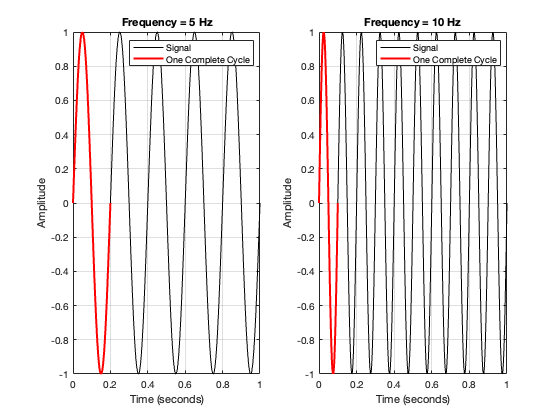 Frequency = 5 Hz
Signal
One Complete Cycle
1
0.8
0.6
0.4
0.2
0
-0.2
-0.4
-0.6
-0.8
-1
Amplitude
0 0.2 0.4 0.6 0.8 1
Time (seconds)
Frequency = 10 Hz
Signal
One Complete Cycle
1
0.8
0.6
0.4
0.2
0
-0.2
-0.4
-0.6
-0.8
-1
Amplitude
0 0.2 0.4 0.6 0.8 1
Time (seconds)